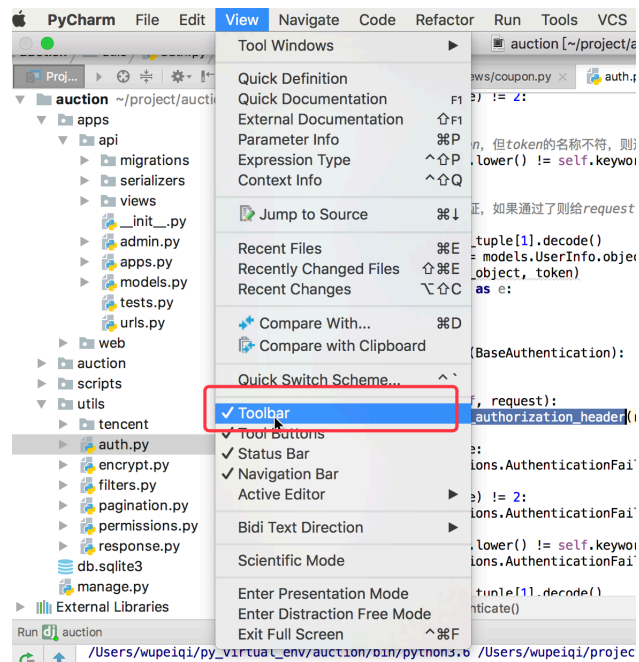 PyCharm File Edit View Navigate Code Refactor Run Tools VCS
auction [~/project/a
Proj...
ews/coupon.py
auth.p
auction ~/project/aucti
apps
api
migrations
serializers
views
__init__.py
admin.py
apps.py
models.py
tests.py
urls.py
web
auction
scripts
utils
tencent
auth.py
encrypt.py
filters.py
pagination.py
permissions.py
response.py
db.sqlite3
manage.py
External Libraries
Tool Windows
Quick Definition
Quick Documentation F1
External Documentation ⇧F1
Parameter Info ⌘P
Expression Type ^⇧P
Context Info ^⇧Q
Jump to Source ⌘↓
Recent Files ⌘E
Recently Changed Files ⇧⌘E
Recent Changes ⌥⇧C
Compare With... ⌘D
Compare with Clipboard
Quick Switch Scheme... ^`
Toolbar
Tool Buttons
Status Bar
Navigation Bar
Active Editor
Bidi Text Direction
Scientific Mode
Enter Presentation Mode
Enter Distraction Free Mode
Exit Full Screen ^⌘F
e) != 2:
n，但token的名称不符，则
.lower() != self.keywor
证，如果通过了则给request
_tuple[1].decode()
= models.UserInfo.objec
_object, token)
as e:
(BaseAuthentication):
f, request):
_authorization_header(
e:
ions.AuthenticationFail
e) != 2:
ions.AuthenticationFail
.lower() != self.keywor
ions.AuthenticationFail
_tuple[1].decode()
nticate()
Run auction
/Users/wupeiqi/py_virtual_env/auction/bin/python3.6 /Users/wupeiqi/projec